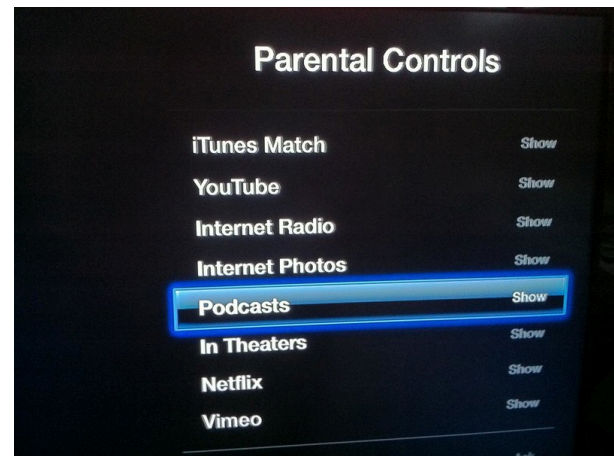 Parental Controls
iTunes Match Show
YouTube Show
Internet Radio Show
Internet Photos Show
Podcasts Show
In Theaters Show
Netflix Show
Vimeo Show